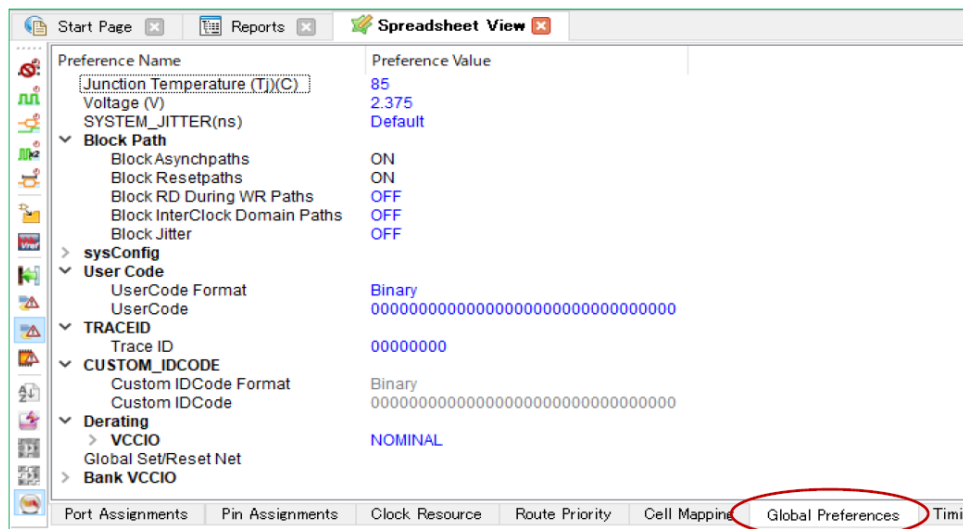 Start Page Reports Spreadsheet View
Preference Name Preference Value
Junction Temperature (Tj)(C) 85
Voltage (V) 2.375
SYSTEM_JITTER(ns) Default
Block Path
Block Asynchpaths ON
Block Resetpaths ON
Block RD During WR Paths OFF
Block InterClock Domain Paths OFF
Block Jitter OFF
sysConfig
User Code
UserCode Format Binary
UserCode 00000000000000000000000000000000
TRACEID
Trace ID 00000000
CUSTOM_IDCODE
Custom IDCode Format Binary
Custom IDCode 00000000000000000000000000000000
Derating
VCCIO NOMINAL
Global Set/Reset Net
Bank VCCIO
Port Assignments Pin Assignments Clock Resource Route Priority Cell Mapping Global Preferences Timi